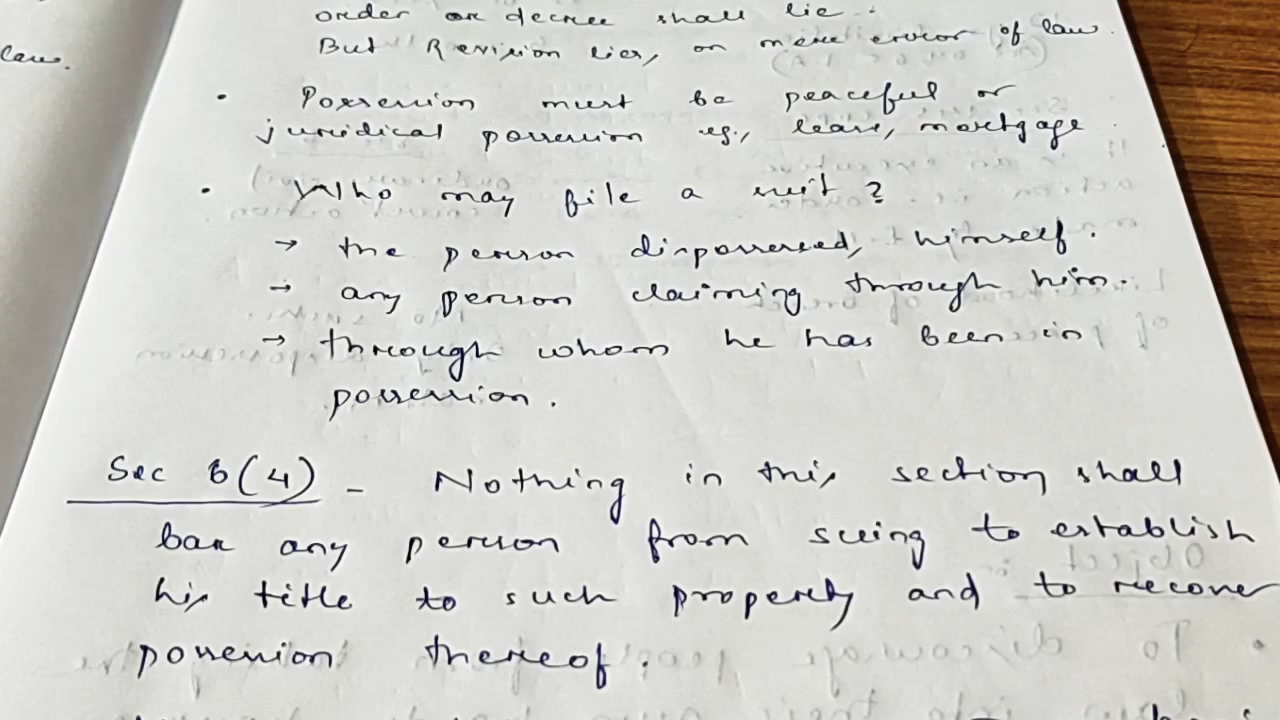 law.
order or decree shall lie.
But Revision lies, on mere error of law.
• Possession must be peaceful or
juridical possession eg., lease, mortgage
• Who may file a suit?
→ the person dispossessed, himself.
→ any person claiming through him.
→ through whom he has been in
possession.
Sec 6(4) - Nothing in this section shall
bar any person from suing to establish
his title to such property and to recover
possession thereof.